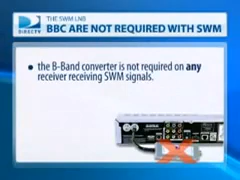 THE SWM LNB
BBC ARE NOT REQUIRED WITH SWM
DIRECTV
• the B-Band converter is not required on any
receiver receiving SWM signals.